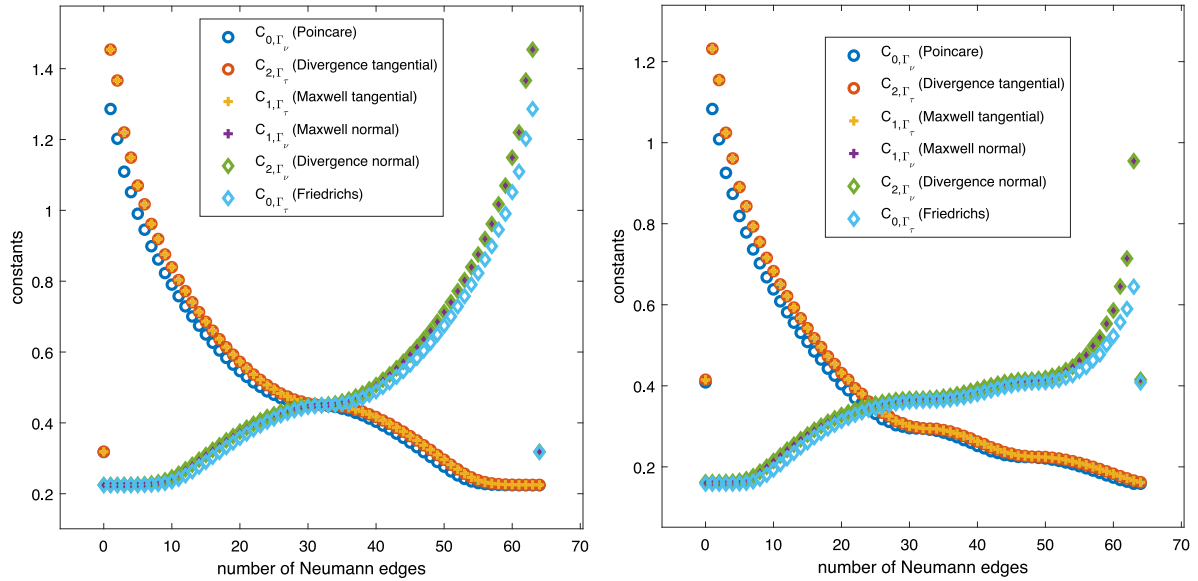 1.4
1.2
1
0.8
0.6
0.4
0.2
constants
0 10 20 30 40 50 60 70
number of Neumann edges
C0,Γν (Poincare)
C2,Γτ (Divergence tangential)
C1,Γτ (Maxwell tangential)
C1,Γν (Maxwell normal)
C2,Γν (Divergence normal)
C0,Γτ (Friedrichs)
1.2
1
0.8
0.6
0.4
0.2
constants
0 10 20 30 40 50 60 70
number of Neumann edges
C0,Γν (Poincare)
C2,Γτ (Divergence tangential)
C1,Γτ (Maxwell tangential)
C1,Γν (Maxwell normal)
C2,Γν (Divergence normal)
C0,Γτ (Friedrichs)